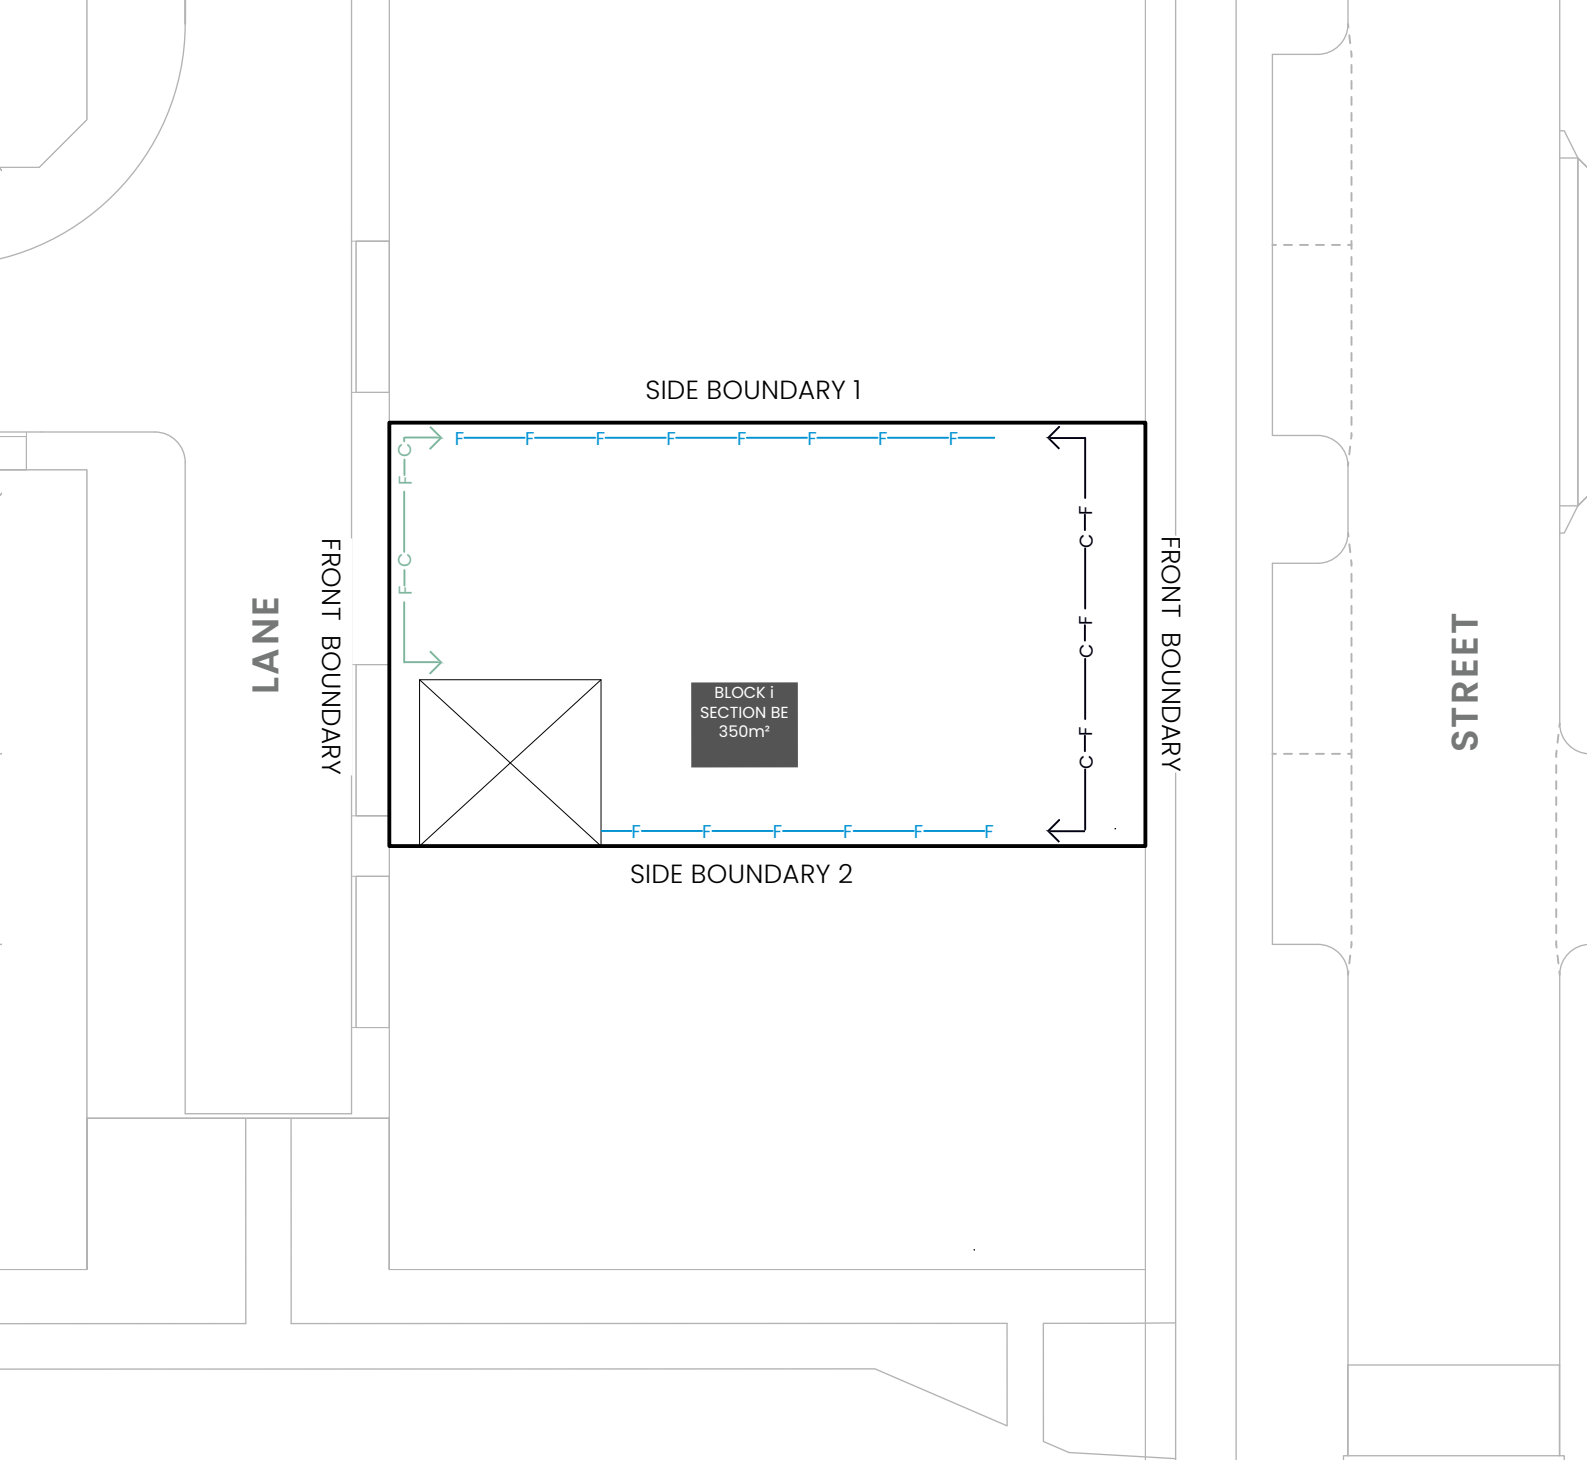 SIDE BOUNDARY 1
F F F F F F F F
C
F
C
F
F
C
F
C
F
C
LANE
FRONT BOUNDARY
BLOCK i
SECTION BE
350m²
FRONT BOUNDARY
STREET
F F F F F F
SIDE BOUNDARY 2